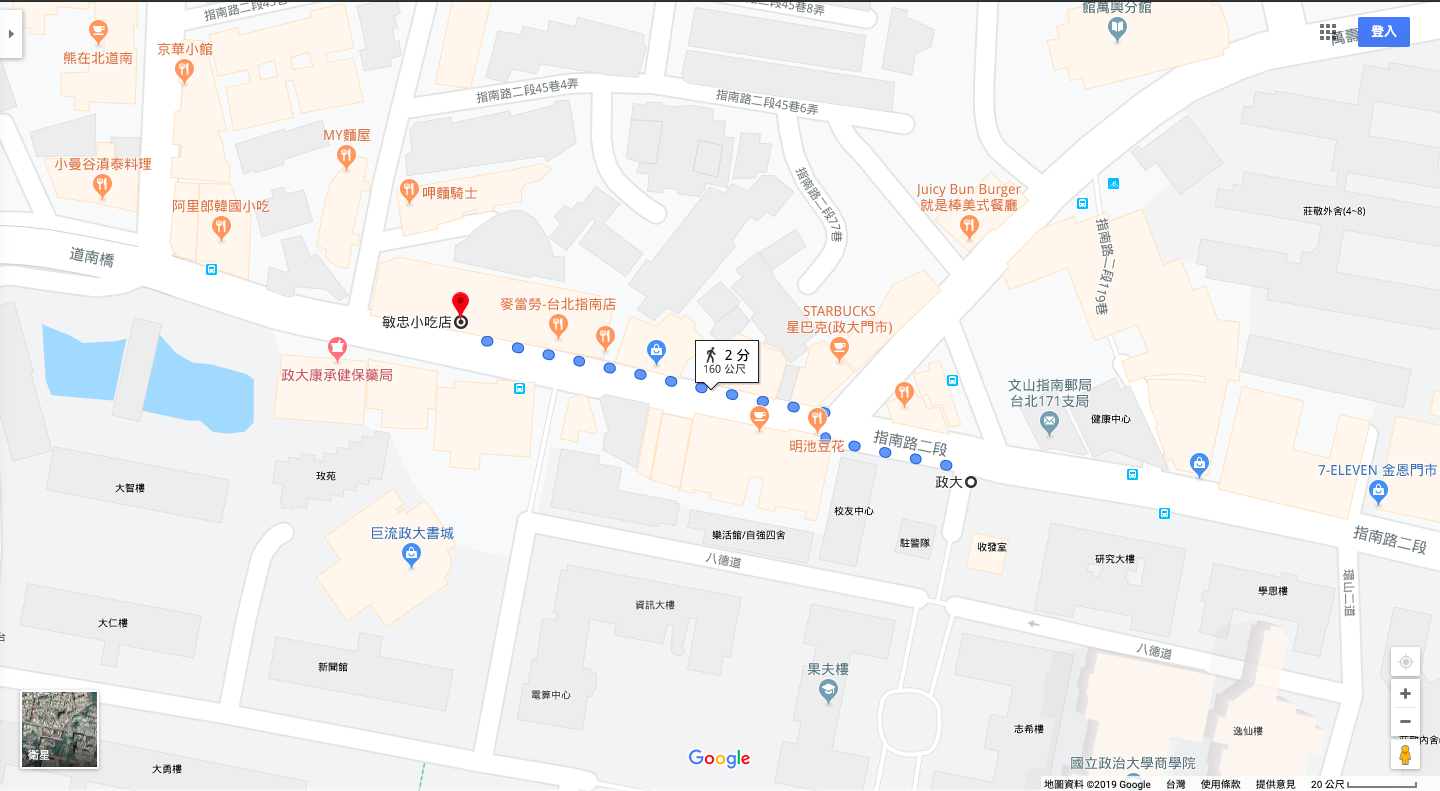 指南路二段45巷
指南路二段45巷8弄
館萬興分館
登入
萬壽
熊在北道南
京華小館
指南路二段45巷4弄
指南路二段45巷6弄
MY麵屋
小曼谷滇泰料理
呷麵騎士
阿里郎韓國小吃
指南路二段77巷
Juicy Bun Burger
就是棒美式餐廳
莊敬外舍(4~8)
指南路二段119巷
道南橋
麥當勞-台北指南店
敏忠小吃店
STARBUCKS
星巴克(政大門市)
2 分
160 公尺
政大康承健保藥局
文山指南郵局
台北171支局
健康中心
明池豆花
指南路二段
7-ELEVEN 金恩門市
政大
玫苑
大智樓
校友中心
巨流政大書城
樂活館/自強四舍
駐警隊
收發室
指南路二段
八德道
研究大樓
學思樓
資訊大樓
大仁樓
台
新聞館
果夫樓
八德道
電算中心
志希樓
逸仙樓
衛星
大勇樓
Google
國立政治大學商學院
地圖資料 ©2019 Google
台灣
使用條款
提供意見
20 公尺